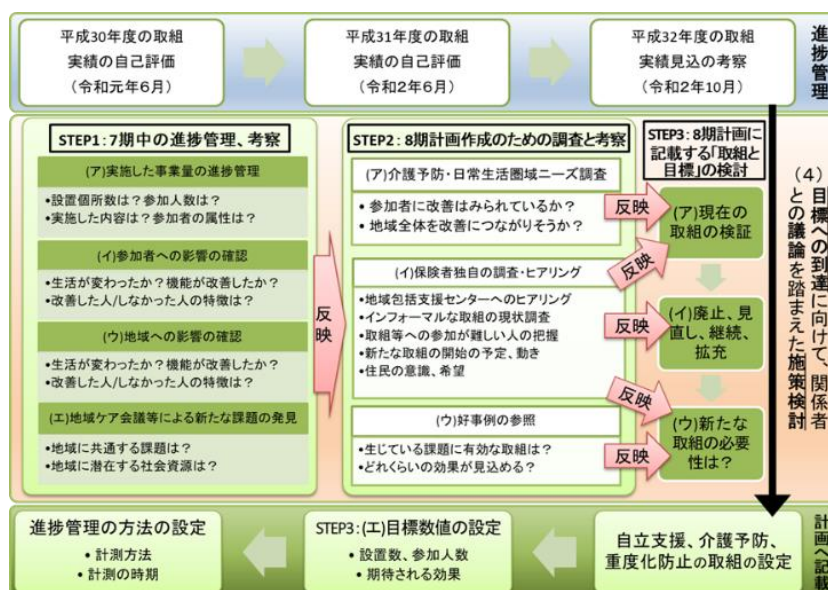 平成30年度の取組
実績の自己評価
(令和元年6月)
平成31年度の取組
実績の自己評価
(令和2年6月)
平成32年度の取組
実績見込の考察
(令和2年10月)
進捗管理
STEP1:7期中の進捗管理、考察
(ア)実施した事業量の進捗管理
•設置個所数は?参加人数は?
•実施した内容は?参加者の属性は?
(イ)参加者への影響の確認
•生活が変わったか?機能が改善したか?
•改善した人/しなかった人の特徴は?
(ウ)地域への影響の確認
•生活が変わったか?機能が改善したか?
•改善した人/しなかった人の特徴は?
(エ)地域ケア会議等による新たな課題の発見
•地域に共通する課題は?
•地域に潜在する社会資源は?
反映
STEP2:8期計画作成のための調査と考察
(ア)介護予防・日常生活圏域ニーズ調査
•参加者に改善はみられているか?
•地域全体を改善につながりそうか?
(イ)保険者独自の調査・ヒアリング
•地域包括支援センターへのヒアリング
•インフォーマルな取組の現状調査
•取組等への参加が難しい人の把握
•新たな取組の開始の予定、動き
•住民の意識、希望
(ウ)好事例の参照
•生じている課題に有効な取組は?
•どれくらいの効果が見込める?
反映
反映
反映
反映
反映
STEP3:8期計画に
記載する「取組と
目標」の検討
(ア)現在の
取組の検証
(イ)廃止、見
直し、継続、
拡充
(ウ)新たな
取組の必要
性は?
(4)目標への到達に向けて、関係者
との議論を踏まえた施策検討
進捗管理の方法の設定
•計測方法
•計測の時期
STEP3:(エ)目標数値の設定
•設置数、参加人数
•期待される効果
自立支援、介護予防、
重度化防止の取組の設定
計画へ記載